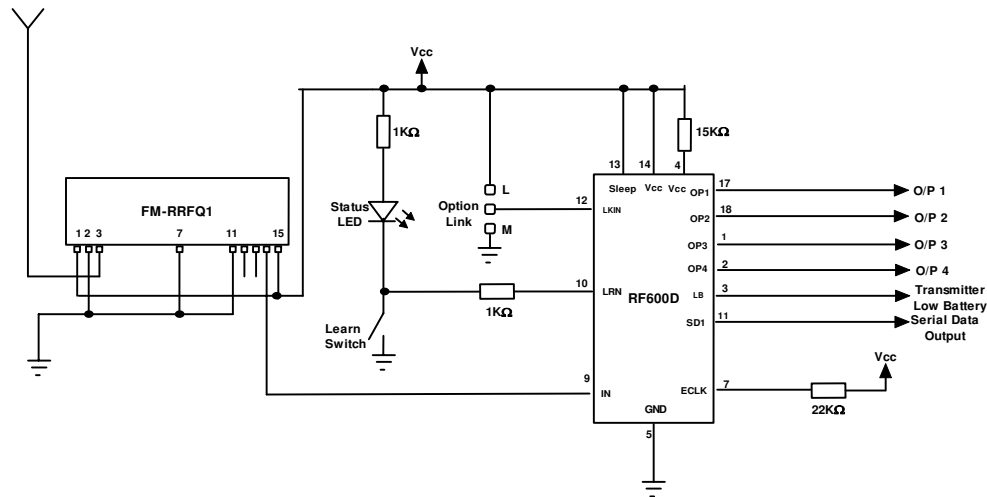 Vcc
1KΩ
15KΩ
13
14
4
Sleep
Vcc
Vcc
FM-RRFQ1
1 2 3
7
11
15
Status
LED
Option
Link
L
M
12
LKIN
OP1
17
O/P 1
OP2
18
O/P 2
OP3
1
O/P 3
OP4
2
O/P 4
10
LRN
RF600D
LB
3
Transmitter
Low Battery
1KΩ
SD1
11
Serial Data
Output
Learn
Switch
Vcc
9
IN
ECLK
7
22KΩ
GND
5